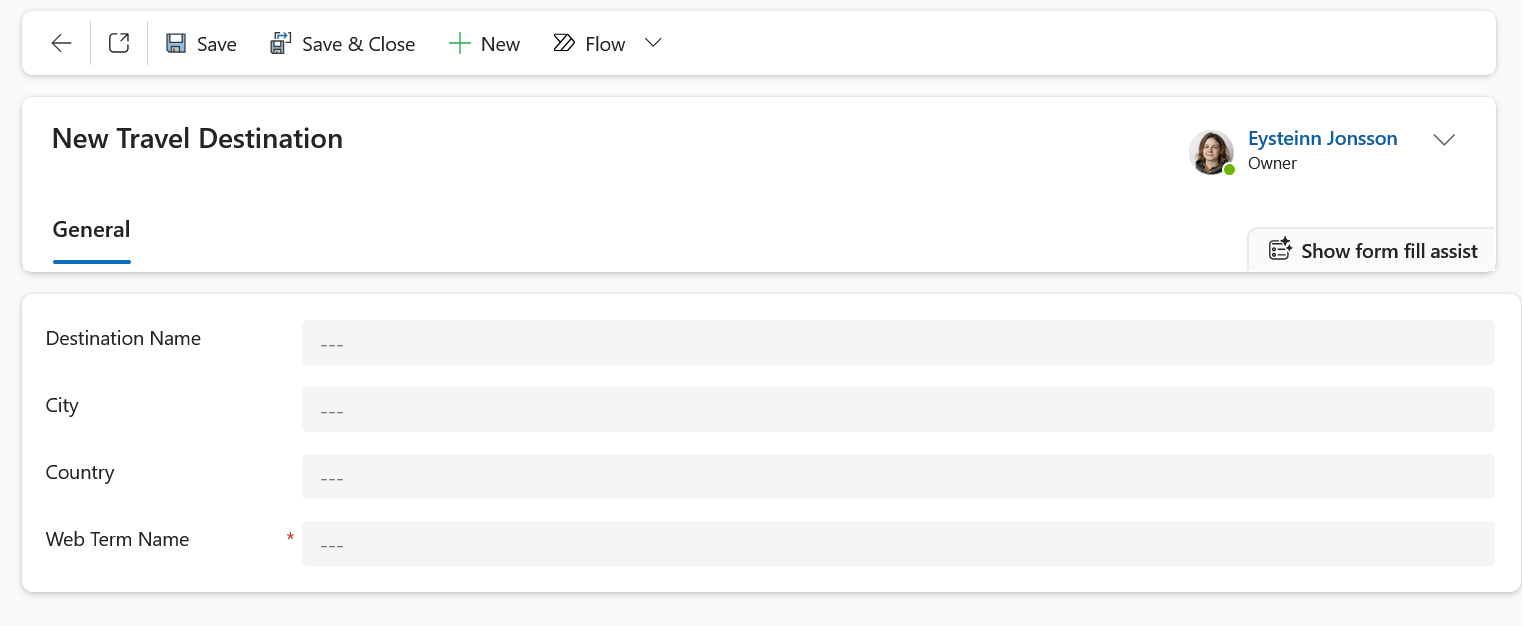 Save
Save & Close
New
Flow
New Travel Destination
Eysteinn Jonsson
Owner
General
Show form fill assist
Destination Name
---
City
---
Country
---
Web Term Name *
---